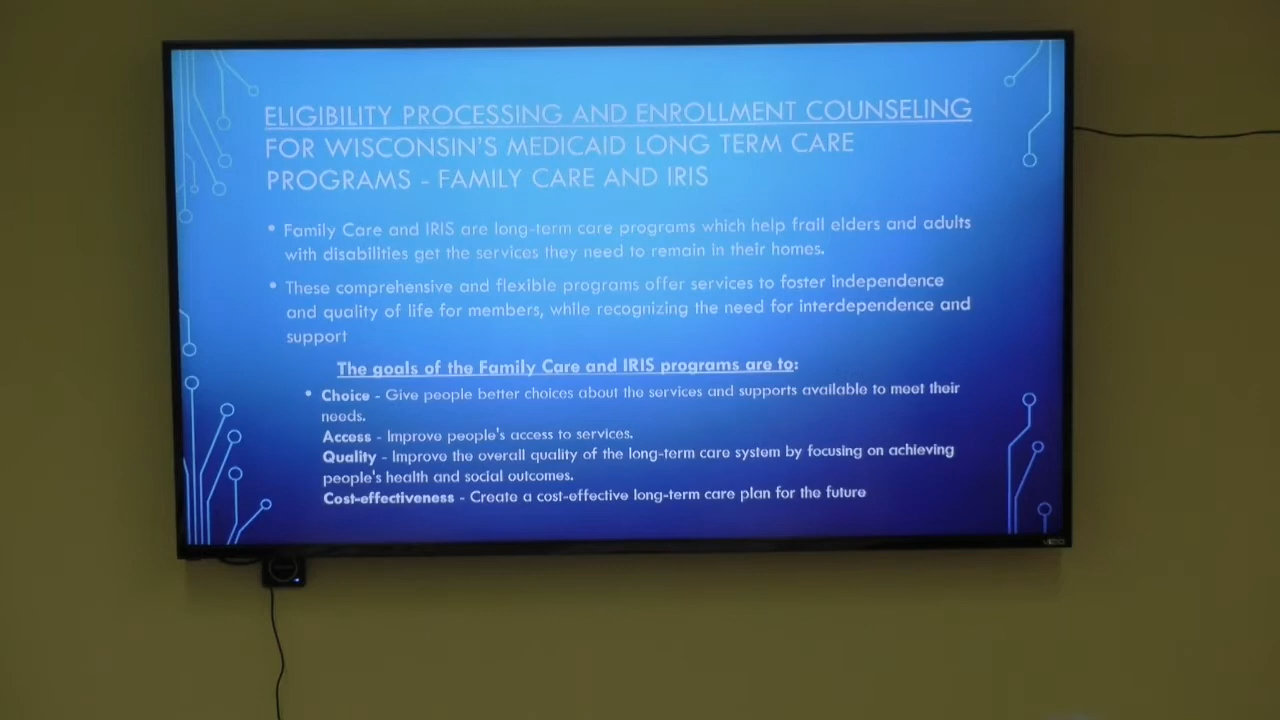 ELIGIBILITY PROCESSING AND ENROLLMENT COUNSELING
FOR WISCONSIN'S MEDICAID LONG TERM CARE
PROGRAMS - FAMILY CARE AND IRIS
• Family Care and IRIS are long-term care programs which help frail elders and adults
with disabilities get the services they need to remain in their homes.
• These comprehensive and flexible programs offer services to foster independence
and quality of life for members, while recognizing the need for interdependence and
support
The goals of the Family Care and IRIS programs are to:
• Choice - Give people better choices about the services and supports available to meet their
needs.
Access - Improve people's access to services.
Quality - Improve the overall quality of the long-term care system by focusing on achieving
people's health and social outcomes.
Cost-effectiveness - Create a cost-effective long-term care plan for the future
VIZIO